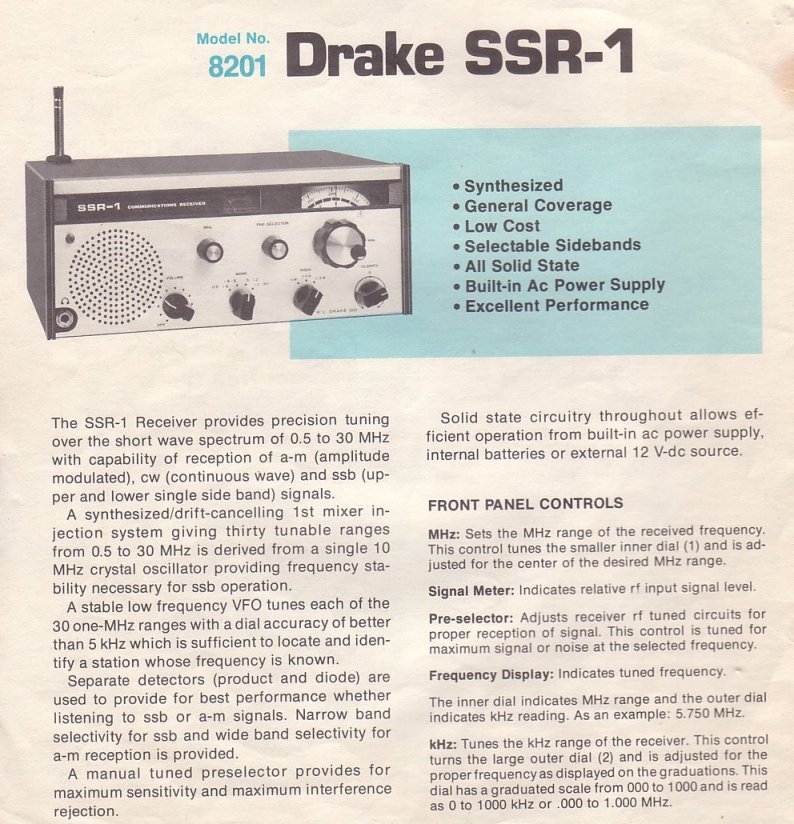 Model No.
8201 Drake SSR-1
• Synthesized
• General Coverage
• Low Cost
• Selectable Sidebands
• All Solid State
• Built-in Ac Power Supply
• Excellent Performance
SSR-1 COMMUNICATIONS RECEIVER
MHz PRE-SELECTOR
kHz
VOLUME BAND MODE CLARIFY
OFF
R. L. DRAKE CO.
The SSR-1 Receiver provides precision tuning
over the short wave spectrum of 0.5 to 30 MHz
with capability of reception of a-m (amplitude
modulated), cw (continuous wave) and ssb (up-
per and lower single side band) signals.
A synthesized/drift-cancelling 1st mixer in-
jection system giving thirty tunable ranges
from 0.5 to 30 MHz is derived from a single 10
MHz crystal oscillator providing frequency sta-
bility necessary for ssb operation.
A stable low frequency VFO tunes each of the
30 one-MHz ranges with a dial accuracy of better
than 5 kHz which is sufficient to locate and iden-
tify a station whose frequency is known.
Separate detectors (product and diode) are
used to provide for best performance whether
listening to ssb or a-m signals. Narrow band
selectivity for ssb and wide band selectivity for
a-m reception is provided.
A manual tuned preselector provides for
maximum sensitivity and maximum interference
rejection.
Solid state circuitry throughout allows ef-
ficient operation from built-in ac power supply,
internal batteries or external 12 V-dc source.
FRONT PANEL CONTROLS
MHz: Sets the MHz range of the received frequency.
This control tunes the smaller inner dial (1) and is ad-
justed for the center of the desired MHz range.
Signal Meter: Indicates relative rf input signal level.
Pre-selector: Adjusts receiver rf tuned circuits for
proper reception of signal. This control is tuned for
maximum signal or noise at the selected frequency.
Frequency Display: Indicates tuned frequency.
The inner dial indicates MHz range and the outer dial
indicates kHz reading. As an example: 5.750 MHz.
kHz: Tunes the kHz range of the receiver. This control
turns the large outer dial (2) and is adjusted for the
proper frequency as displayed on the graduations. This
dial has a graduated scale from 000 to 1000 and is read
as 0 to 1000 kHz or .000 to 1.000 MHz.